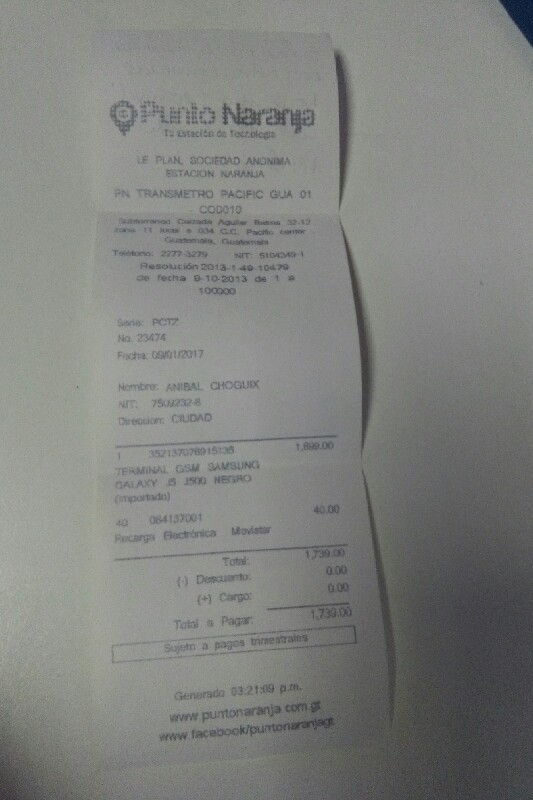 Punto Naranja
Tu Estación de Tecnología
LE PLAN, SOCIEDAD ANONIMA
ESTACION NARANJA
PN TRANSMETRO PACIFIC GUA 01
COD010
Subterraneo Calzada Aguilar Batres 32-12
Zona 11 local s 034 C.C. Pacific center
Guatemala, Guatemala
Teléfono: 2277-3279 NIT: 5104349-1
Resolución 2013-1-49-10479
de fecha 9-10-2013 de 1 a
100000
Serie: PCTZ
No. 23474
Fecha: 09/01/2017
Nombre: ANIBAL CHOGUIX
NIT: 7509232-8
Direccion: CIUDAD
1 352137076915135 1,699.00
TERMINAL GSM SAMSUNG
GALAXY J5 J500 NEGRO
(Importado)
40 084137001 40.00
Recarga Electrónica Movistar
Total: 1,739.00
(-) Descuento: 0.00
(+) Cargo: 0.00
Total a Pagar: 1,739.00
Sujeto a pagos trimestrales
Generado 03:21:09 p.m.
www.puntonaranja.com.gt
www.facebook/puntonaranjagt